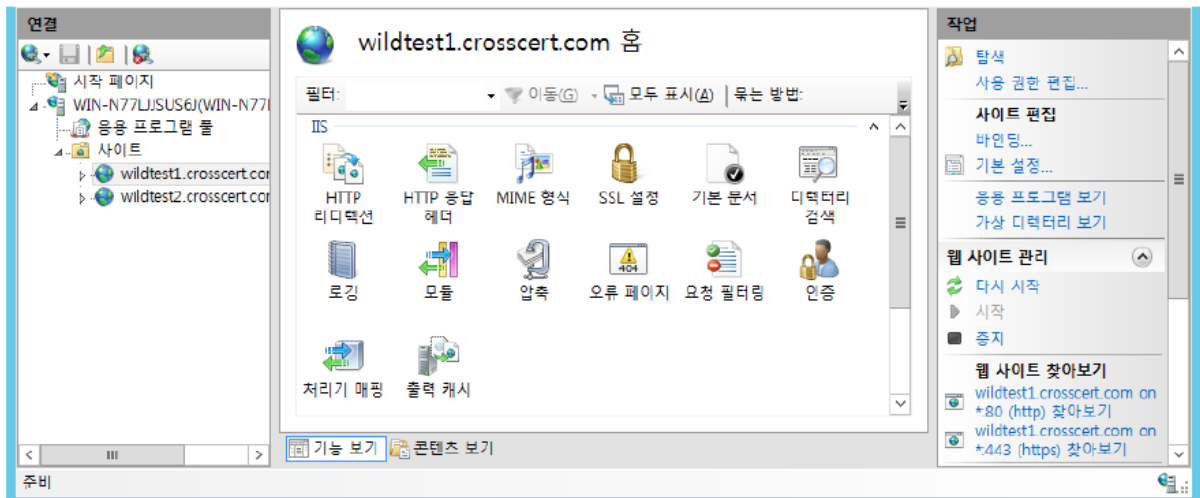 연결
시작 페이지
WIN-N77LJJSUS6J(WIN-N77
응용 프로그램 풀
사이트
wildtest1.crosscert.cor
wildtest2.crosscert.cor
wildtest1.crosscert.com 홈
필터:
이동(G)
모두 표시(A)
묶는 방법:
IIS
HTTP
리디렉션
HTTP 응답
헤더
MIME 형식
SSL 설정
기본 문서
디렉터리
검색
로깅
모듈
압축
404
오류 페이지
요청 필터링
인증
처리기 매핑
출력 캐시
기능 보기
콘텐츠 보기
작업
탐색
사용 권한 편집...
사이트 편집
바인딩...
기본 설정...
응용 프로그램 보기
가상 디렉터리 보기
웹 사이트 관리
다시 시작
시작
중지
웹 사이트 찾아보기
wildtest1.crosscert.com on
*:80 (http) 찾아보기
wildtest1.crosscert.com on
*:443 (https) 찾아보기
준비